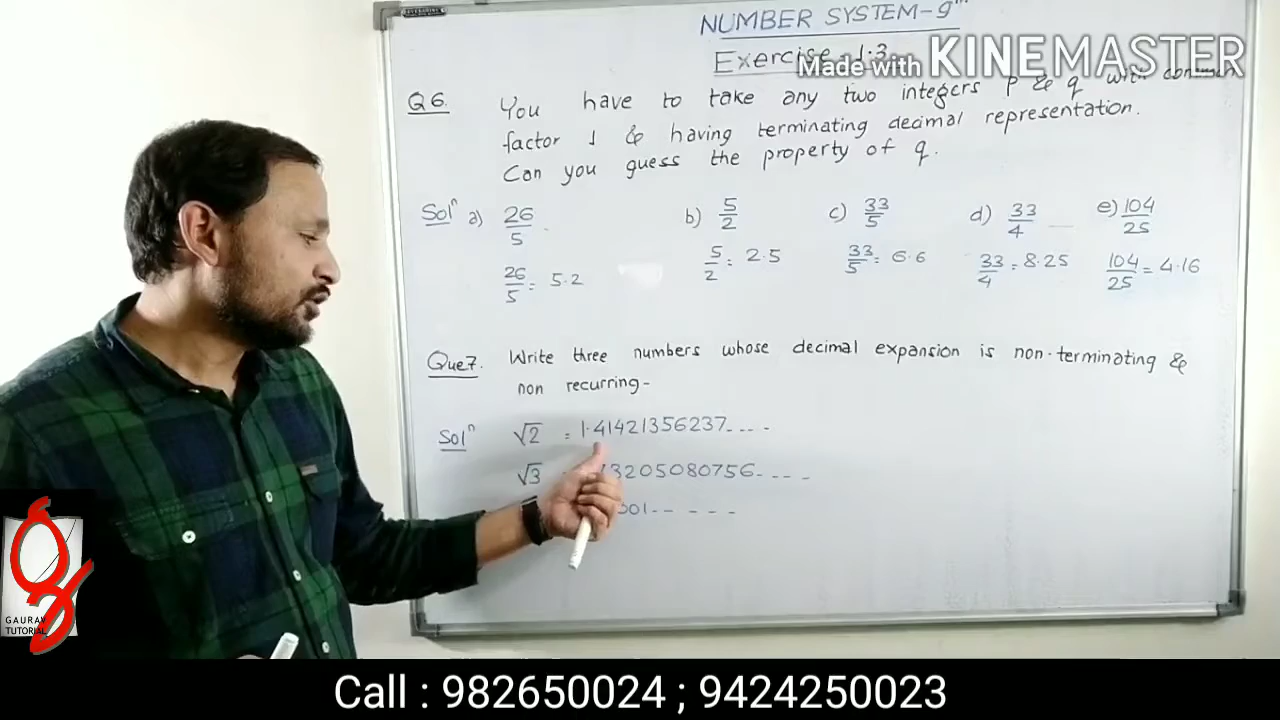 NUMBER SYSTEM-9th
Exercise-1.3
Made with KINEMASTER
Q6. You have to take any two integers p & q with common
factor 1 & having terminating decimal representation.
Can you guess the property of q.
Solⁿ a) 26/5 b) 5/2 c) 33/5 d) 33/4 e) 104/25
26/5 = 5.2 5/2 = 2.5 33/5 = 6.6 33/4 = 8.25 104/25 = 4.16
Que7. Write three numbers whose decimal expansion is non-terminating &
non recurring-
Solⁿ √2 = 1.41421356237----
√3 3205080756----
001-- - - -
GAURAV
TUTORIAL
Call : 982650024 ; 9424250023